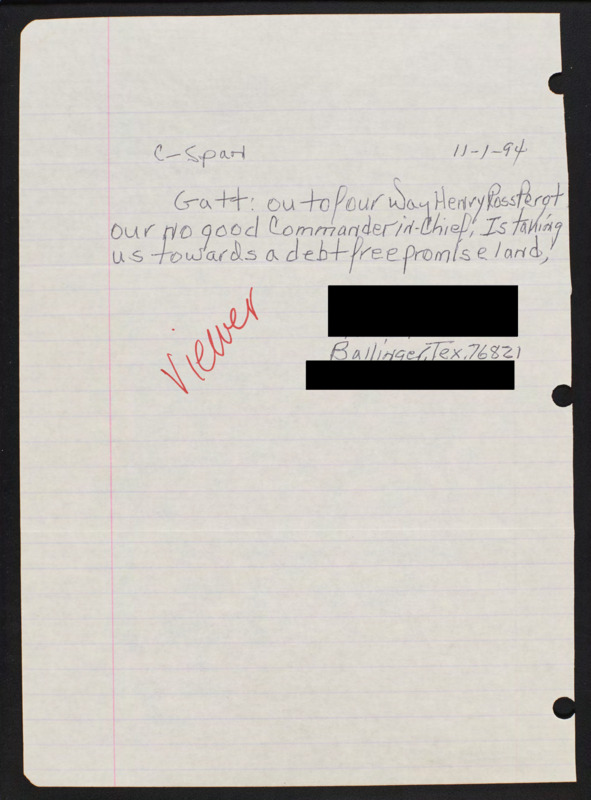 C-Span 11-1-94
Gatt: out of our Way Henry Ross Perot
our no good Commander in-Chief, Is taking
us towards a debt free promise land,
Viewer
Ballinger, Tex, 76821